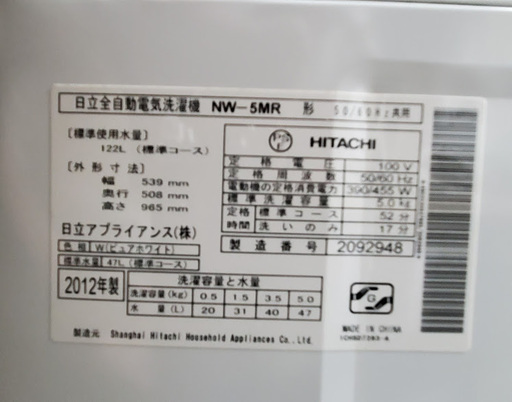 日立全自動電気洗濯機 NW-5MR 形 50/60Hz共用
[標準使用水量]
122L (標準コース)
[外形寸法]
幅 539 mm
奥行 508 mm
高さ 965 mm
日立アプライアンス(株)
色相 W(ピュアホワイト)
標準水量 47L (標準コース)
HITACHI
定格電圧 100 V
定格周波数 50/60 Hz
電動機の定格消費電力 390/455 W
標準洗濯容量 5.0 kg
定格時間 標準コース 52分
洗いのみ 17分
製造番号 2092948
2012年製
洗濯容量と水量
洗濯容量(kg) 0.5 1.5 3.5 5.0
水量(L) 20 31 40 47
G
MADE IN CHINA
製造元 Shanghai Hitachi Household Appliances Co.,Ltd.